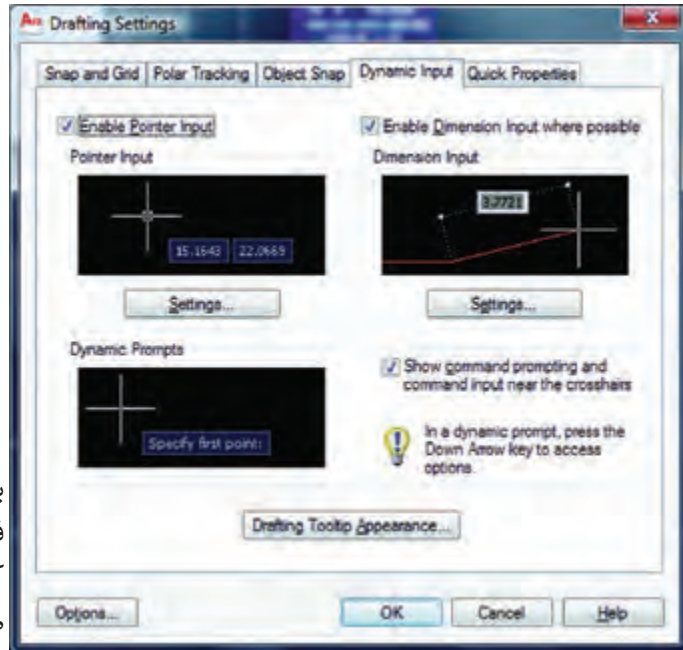 Drafting Settings
Snap and Grid
Polar Tracking
Object Snap
Dynamic Input
Quick Properties
Enable Pointer Input
Enable Dimension Input where possible
Pointer Input
Dimension Input
15.1643 22.0669
3.7721
Settings...
Settings...
Dynamic Prompts
Specify first point:
Show command prompting and
command input near the crosshairs
In a dynamic prompt, press the
Down Arrow key to access
options.
Drafting Tooltip Appearance...
Options...
OK
Cancel
Help